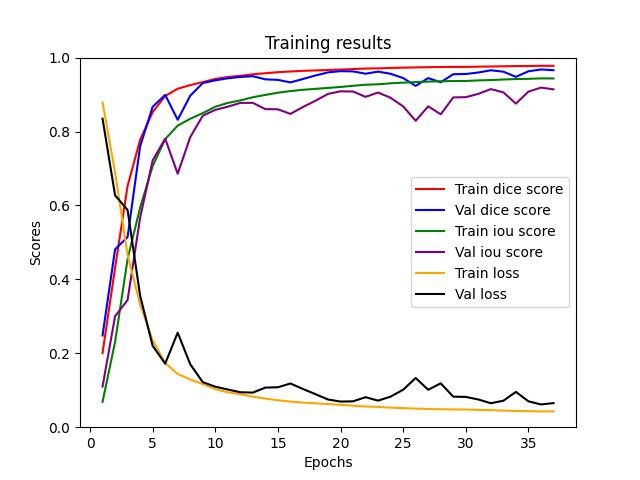 Training results
1.0
0.8
0.6
0.4
0.2
0.0
Scores
Train dice score
Val dice score
Train iou score
Val iou score
Train loss
Val loss
0 5 10 15 20 25 30 35
Epochs